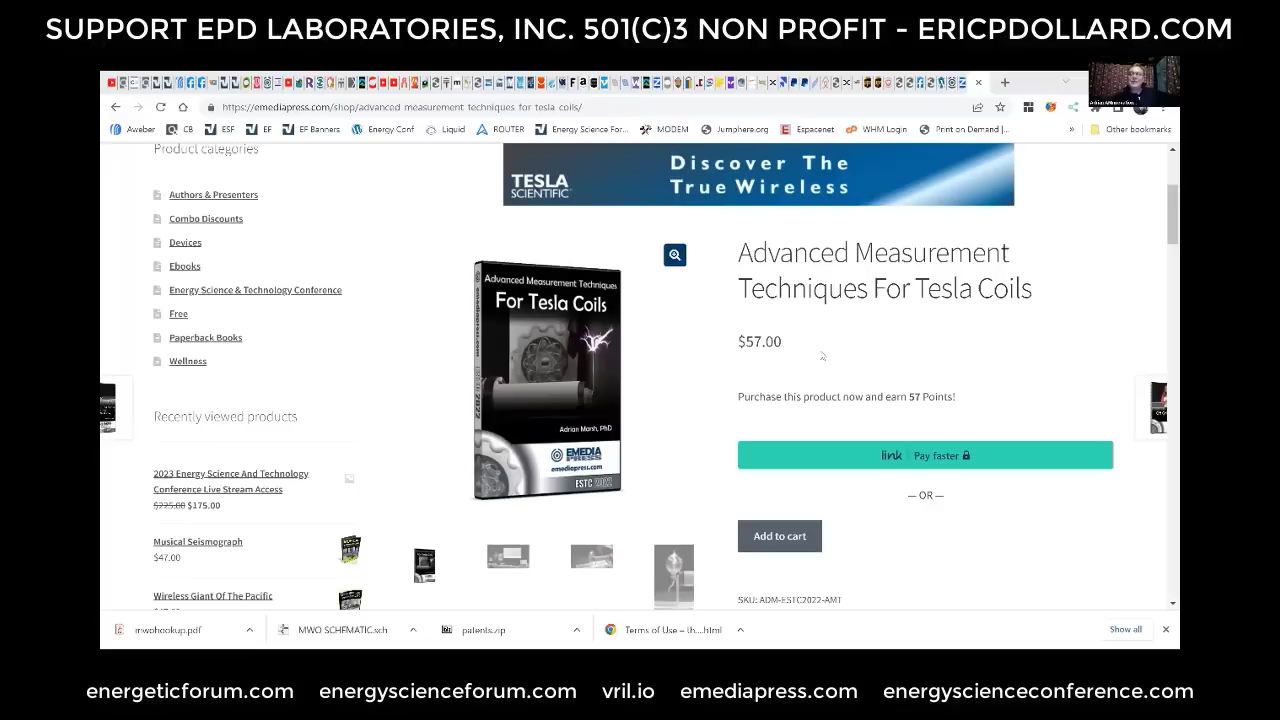 SUPPORT EPD LABORATORIES, INC. 501(C)3 NON PROFIT - ERICPDOLLARD.COM
https://emediapress.com/shop/advanced measurement techniques for tesla coils/
Aweber CB ESF EF EF Banners Energy Conf Liquid ROUTER Energy Science For... MODEM Jumphere.org Espacenet WHM Login Print on Demand |... » Other bookmarks
Product categories
Authors & Presenters
Combo Discounts
Devices
Ebooks
Energy Science & Technology Conference
Free
Paperback Books
Wellness
Recently viewed products
2023 Energy Science And Technology
Conference Live Stream Access
$225.00 $175.00
Musical Seismograph
$47.00
Wireless Giant Of The Pacific
TESLA
SCIENTIFIC
Discover The
True Wireless
Advanced Measurement Techniques
For Tesla Coils
Adrian Marsh, PhD
EMEDIA
PRESS
emediapress.com
ESTC 2022
Advanced Measurement
Techniques For Tesla Coils
$57.00
Purchase this product now and earn 57 Points!
link Pay faster
— OR —
Add to cart
SKU: ADM-ESTC2022-AMT
mwohookup.pdf MWO SCHEMATIC.sch patents.zip Terms of Use – th....html Show all
energeticforum.com energyscienceforum.com vril.io emediapress.com energyscienceconference.com